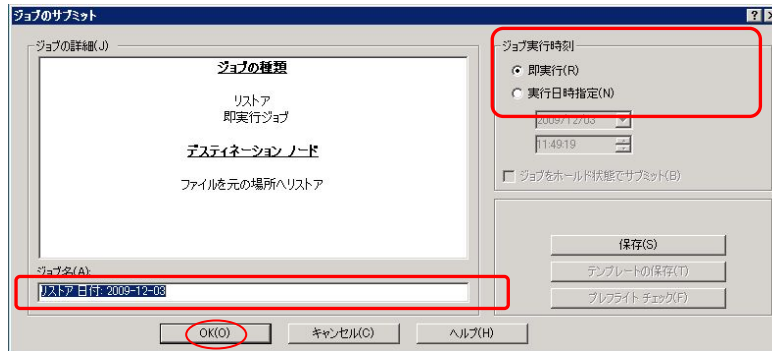 ジョブのサブミット
ジョブの詳細(J)
ジョブの種類
リストア
即実行ジョブ
デスティネーション ノード
ファイルを元の場所へリストア
ジョブ名(A):
リストア 日付: 2009-12-03
ジョブ実行時刻
即実行(R)
実行日時指定(N)
2009/12/03
11:49:19
ジョブをホールド状態でサブミット(B)
保存(S)
テンプレートの保存(T)
プレフライト チェック(F)
OK(O)
キャンセル(C)
ヘルプ(H)